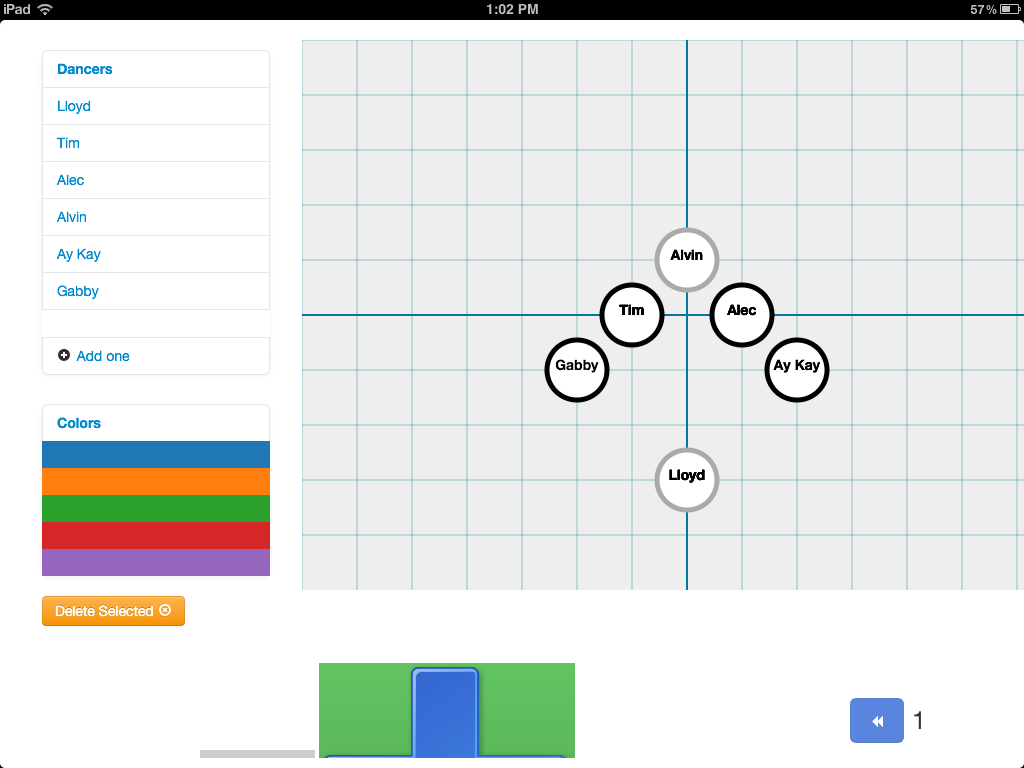 iPad 1:02 PM 57%
Dancers
Lloyd
Tim
Alec
Alvin
Ay Kay
Gabby
Add one
Colors
Delete Selected
Alvin
Tim Alec
Gabby Ay Kay
Lloyd
1